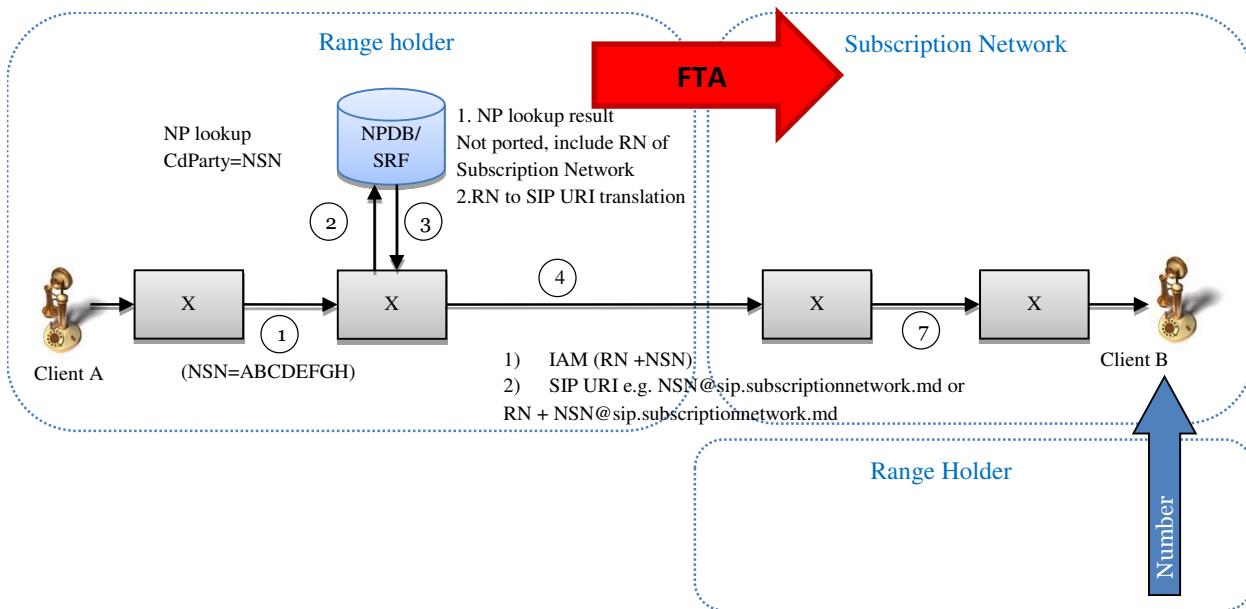 Range holder
FTA
Subscription Network
NP lookup
CdParty=NSN
NPDB/
SRF
1. NP lookup result
Not ported, include RN of
Subscription Network
2.RN to SIP URI translation
2
3
4
X
X
X
X
1
7
Client A
(NSN=ABCDEFGH)
Client B
1) IAM (RN +NSN)
2) SIP URI e.g. NSN@sip.subscriptionnetwork.md or
RN + NSN@sip.subscriptionnetwork.md
Range Holder
Number